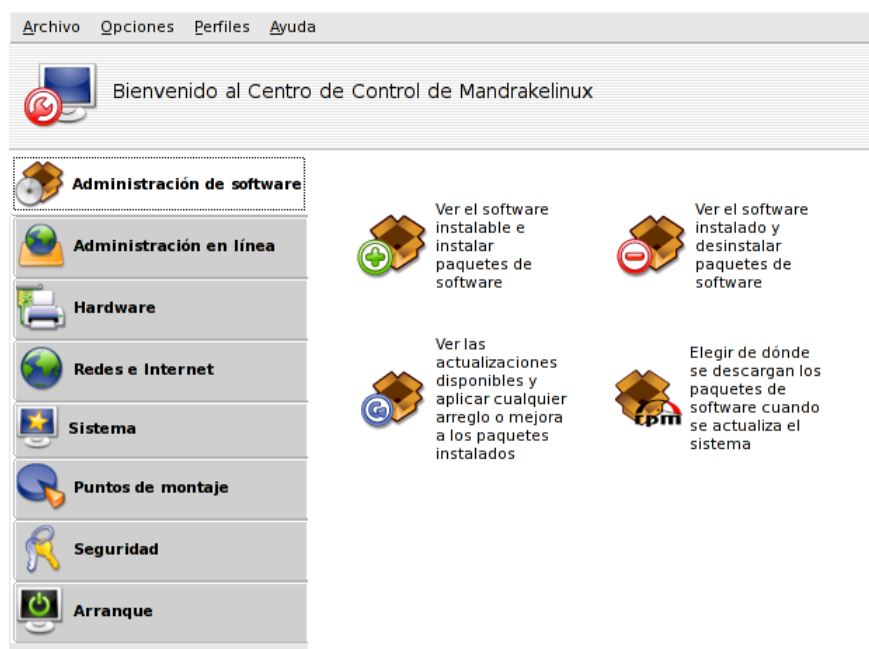 Archivo Opciones Perfiles Ayuda
Bienvenido al Centro de Control de Mandrakelinux
Administración de software
Administración en línea
Hardware
Redes e Internet
Sistema
Puntos de montaje
Seguridad
Arranque
Ver el software
instalable e
instalar
paquetes de
software
Ver el software
instalado y
desinstalar
paquetes de
software
Ver las
actualizaciones
disponibles y
aplicar cualquier
arreglo o mejora
a los paquetes
instalados
rpm
Elegir de dónde
se descargan los
paquetes de
software cuando
se actualiza el
sistema